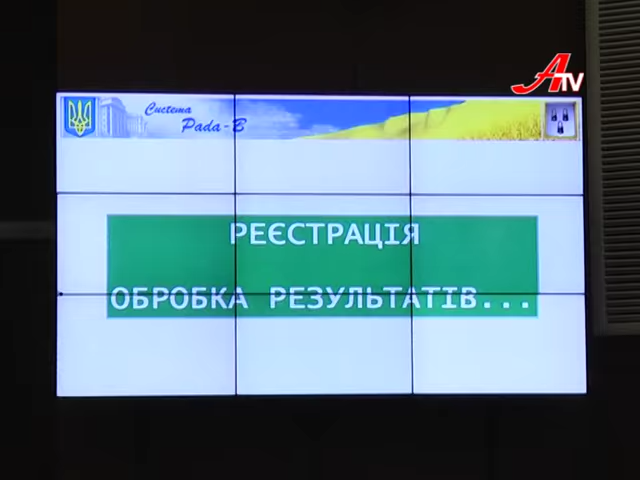 ATV
Система
Рада-В
РЕЄСТРАЦІЯ
ОБРОБКА РЕЗУЛЬТАТІВ...